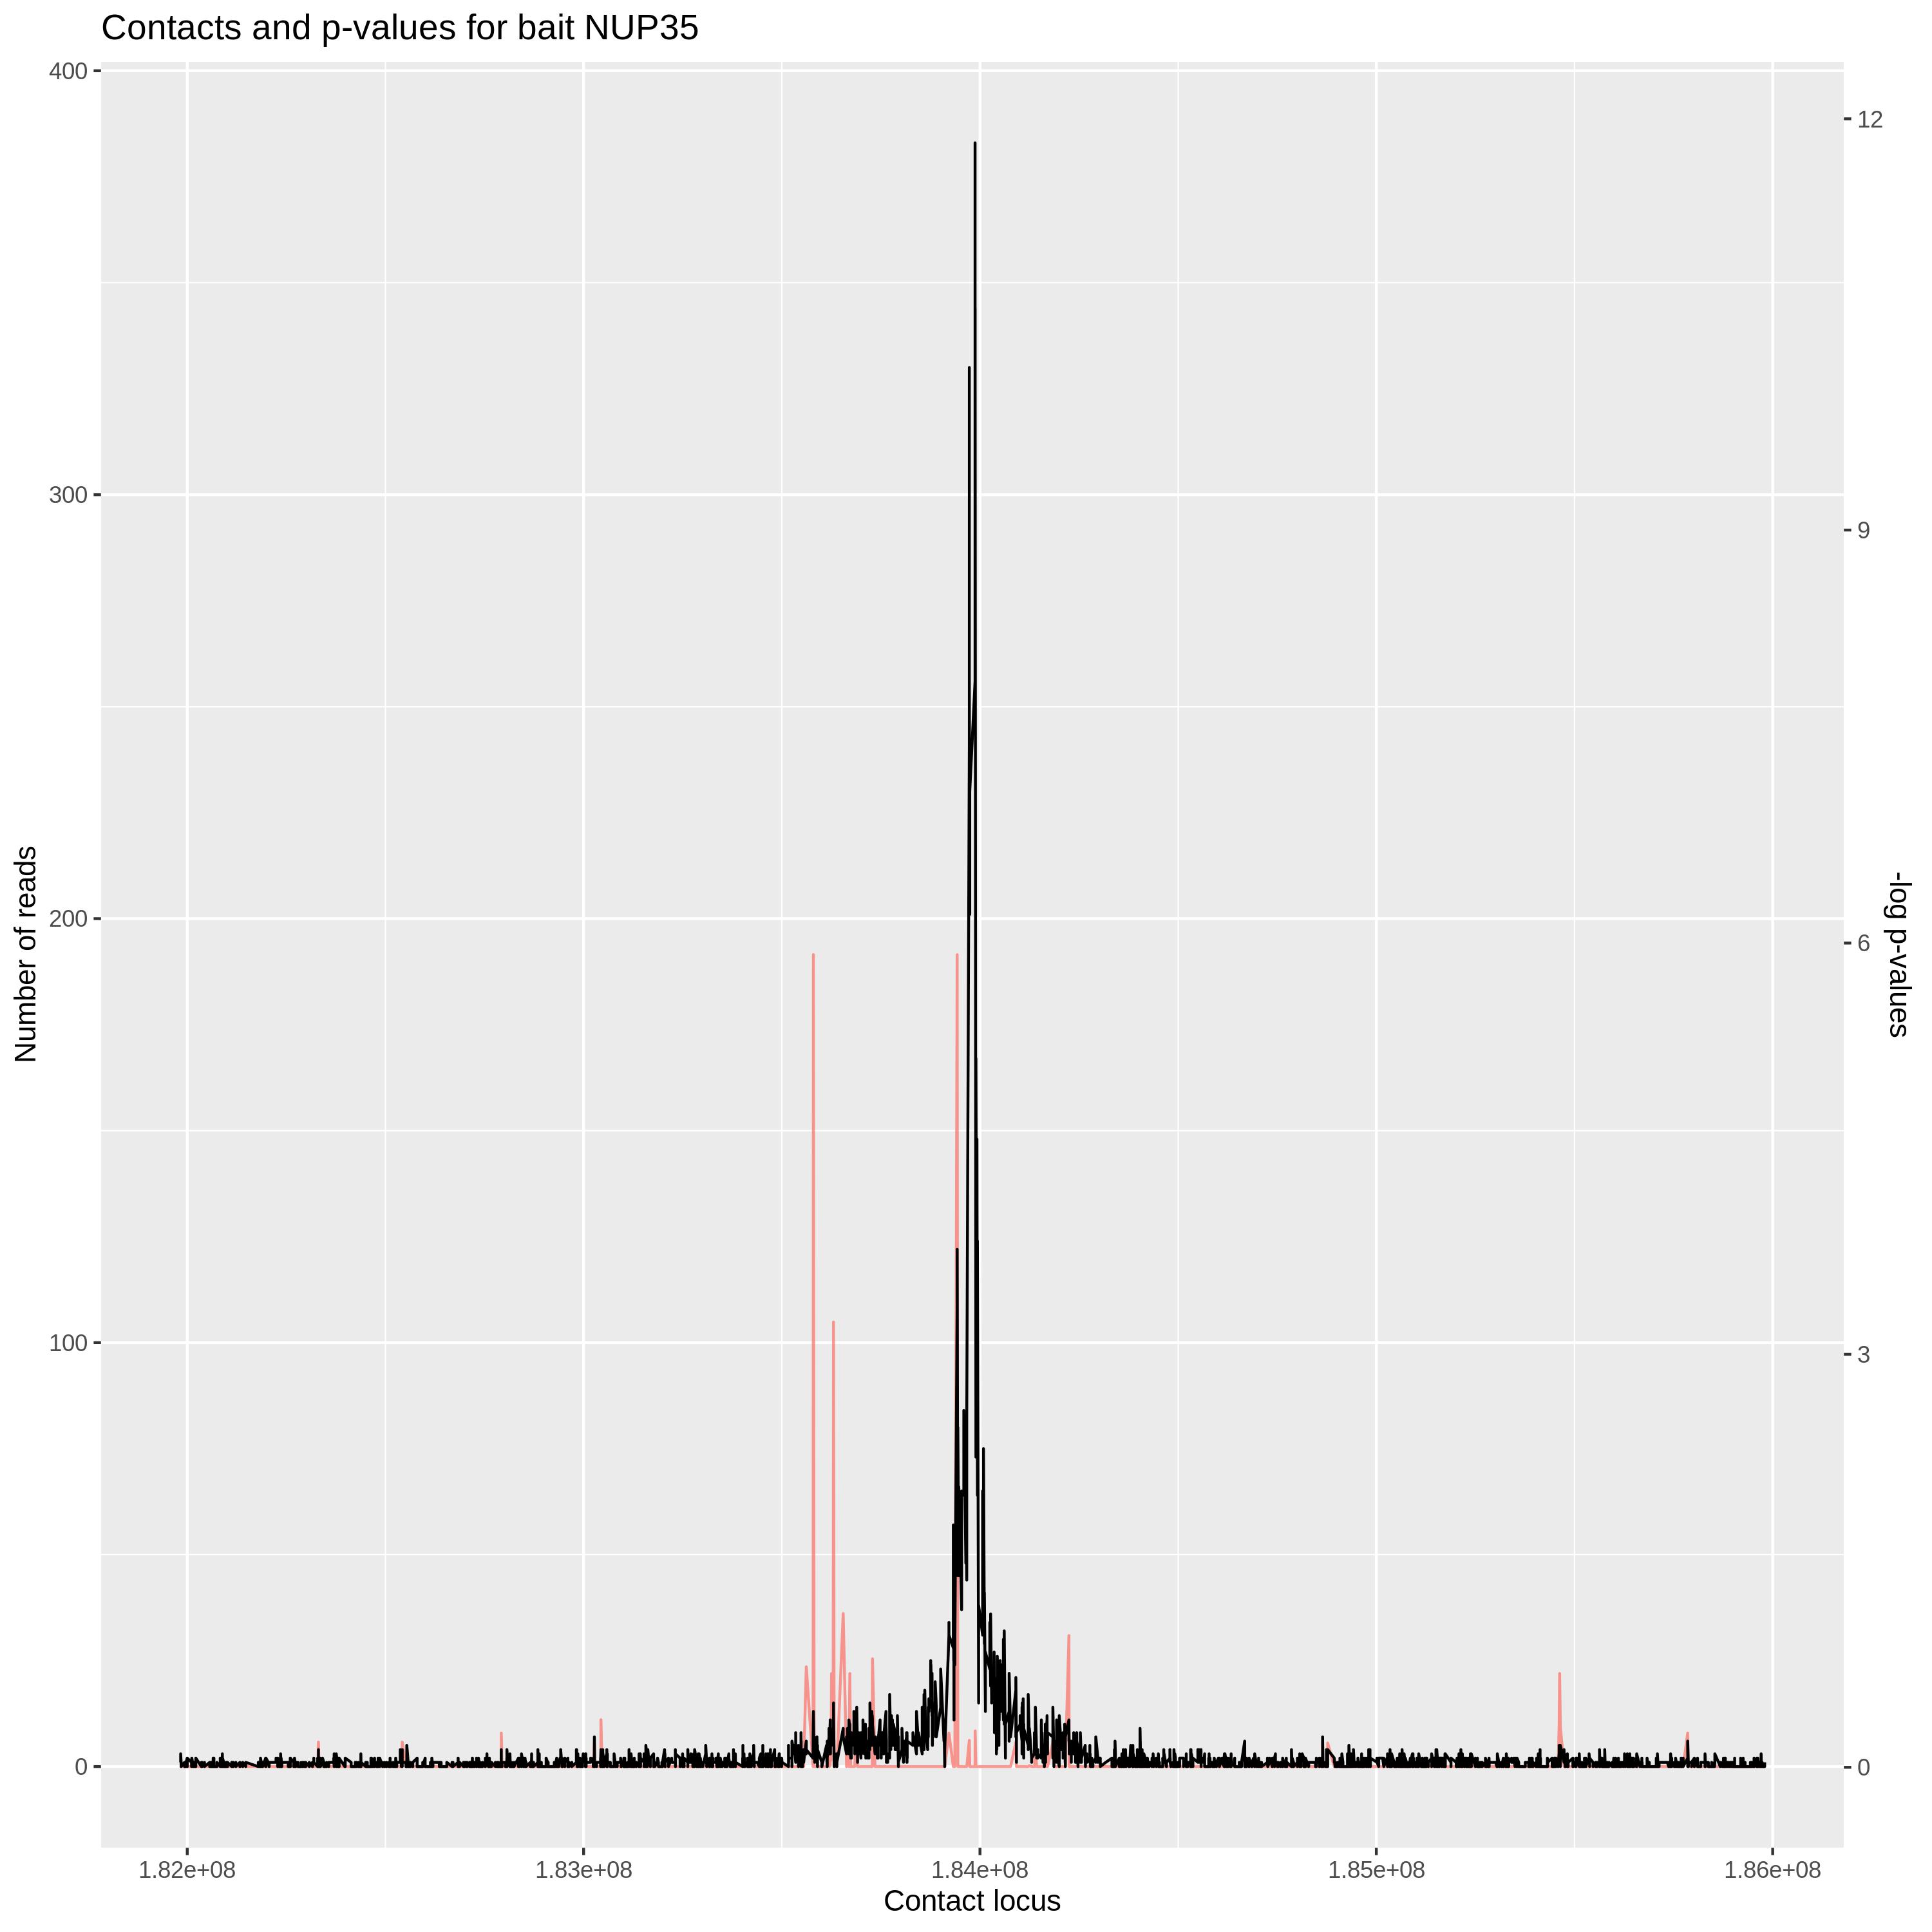 Contacts and p-values for bait NUP35
400
300
200
100
0
Number of reads
12
9
6
3
0
-log p-values
1.82e+08 1.83e+08 1.84e+08 1.85e+08 1.86e+08
Contact locus